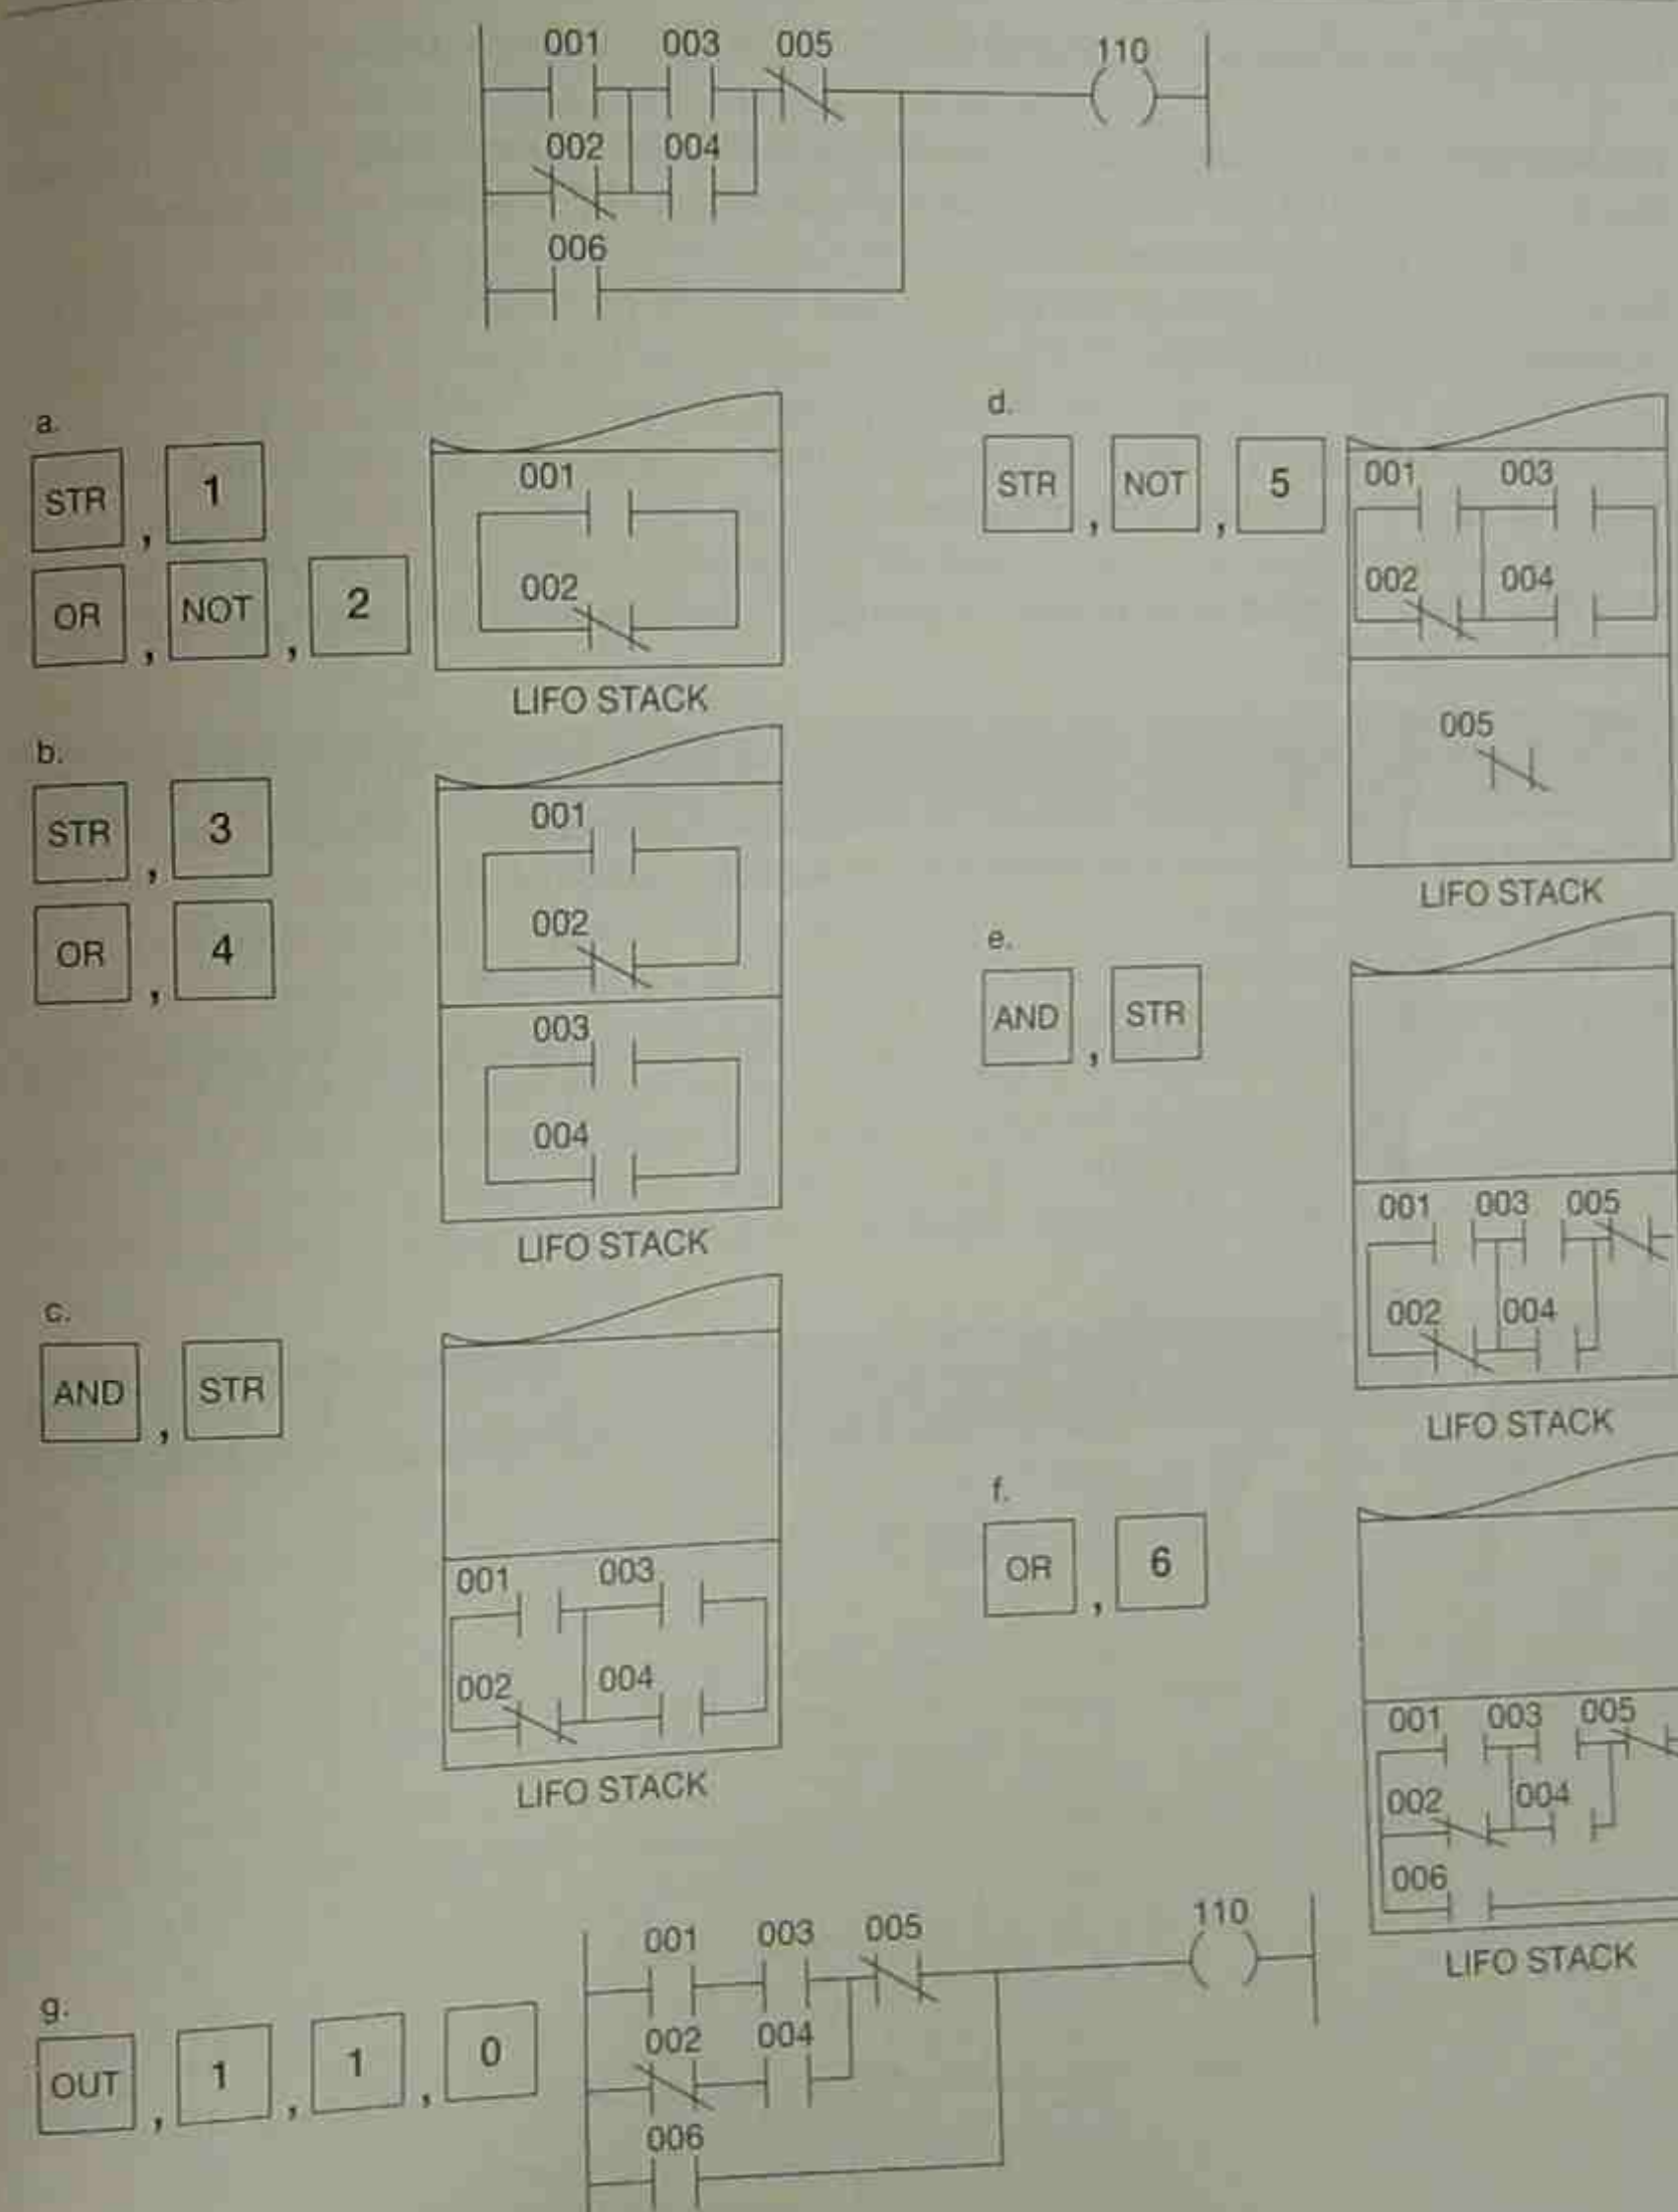 001 003 005 110
002 004
006
a.
STR , 1
OR , NOT , 2
001
002
LIFO STACK
b.
STR , 3
OR , 4
001
002
003
004
LIFO STACK
c.
AND , STR
001 003
002 004
LIFO STACK
d.
STR , NOT , 5
001 003
002 004
005
LIFO STACK
e.
AND , STR
001 003 005
002 004
LIFO STACK
f.
OR , 6
001 003 005
002 004
006
LIFO STACK
g.
OUT , 1 , 1 , 0
001 003 005 110
002 004
006